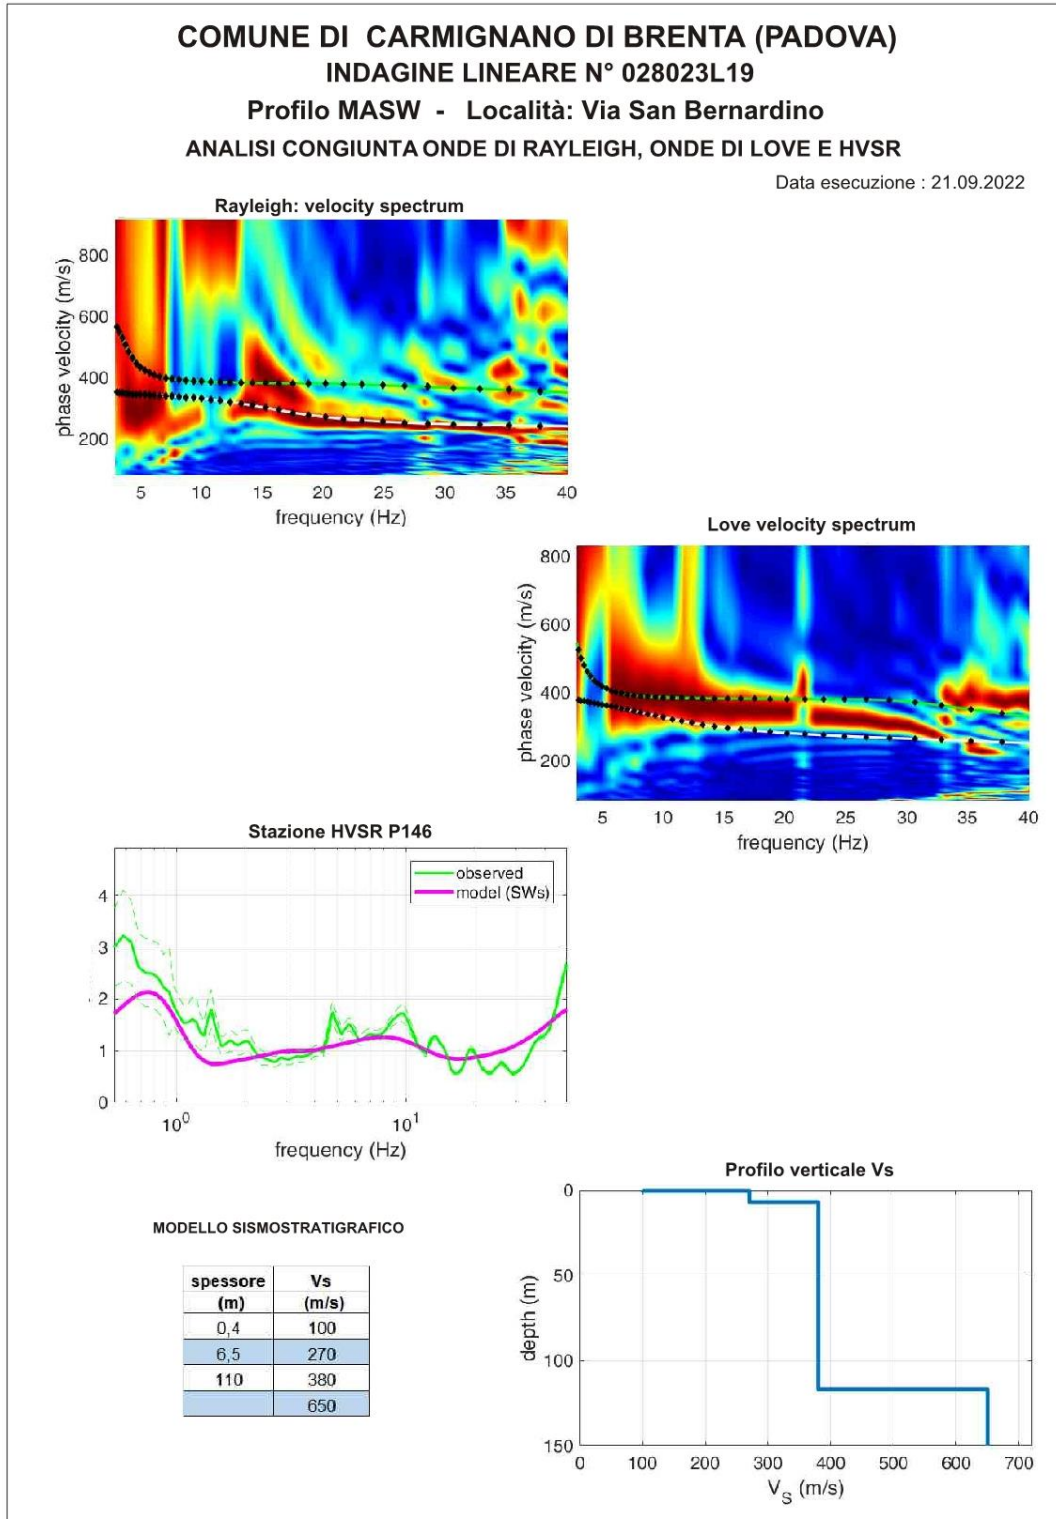 COMUNE DI CARMIGNANO DI BRENTA (PADOVA)
INDAGINE LINEARE N° 028023L19
Profilo MASW - Località: Via San Bernardino
ANALISI CONGIUNTA ONDE DI RAYLEIGH, ONDE DI LOVE E HVSR
Data esecuzione : 21.09.2022
Rayleigh: velocity spectrum
phase velocity (m/s)
800
600
400
200
5 10 15 20 25 30 35 40
frequency (Hz)
Love velocity spectrum
phase velocity (m/s)
800
600
400
200
5 10 15 20 25 30 35 40
frequency (Hz)
Stazione HVSR P146
observed
model (SWs)
4
3
2
1
0
10^0 10^1
frequency (Hz)
MODELLO SISMOSTRATIGRAFICO
spessore Vs
(m) (m/s)
0,4 100
6,5 270
110 380
650
Profilo verticale Vs
depth (m)
0
50
100
150
0 100 200 300 400 500 600 700
V_S (m/s)